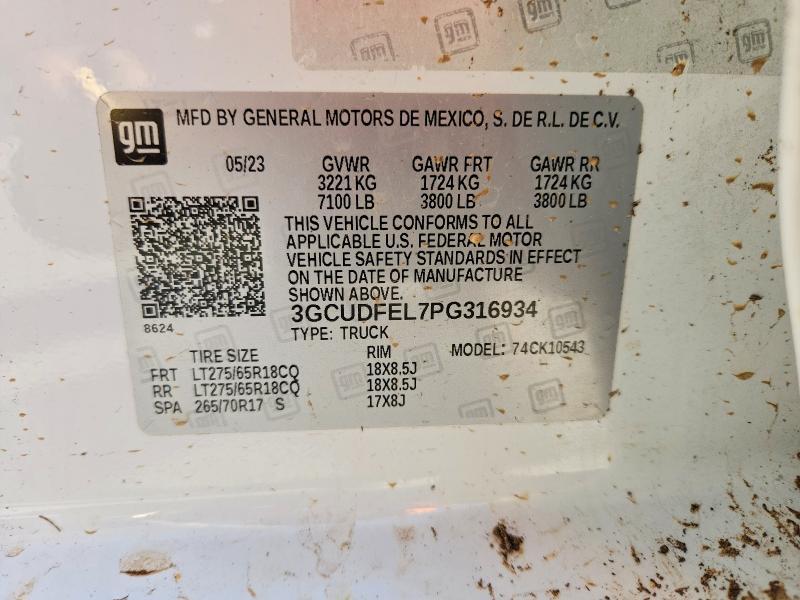 gm
MFD BY GENERAL MOTORS DE MEXICO, S. DE R.L. DE C.V.
05/23 GVWR GAWR FRT GAWR RR
3221 KG 1724 KG 1724 KG
7100 LB 3800 LB 3800 LB
THIS VEHICLE CONFORMS TO ALL
APPLICABLE U.S. FEDERAL MOTOR
VEHICLE SAFETY STANDARDS IN EFFECT
ON THE DATE OF MANUFACTURE
SHOWN ABOVE.
3GCUDFEL7PG316934
8624
TYPE: TRUCK
TIRE SIZE RIM MODEL: 74CK10543
FRT LT275/65R18CQ 18X8.5J
RR LT275/65R18CQ 18X8.5J
SPA 265/70R17 S 17X8J